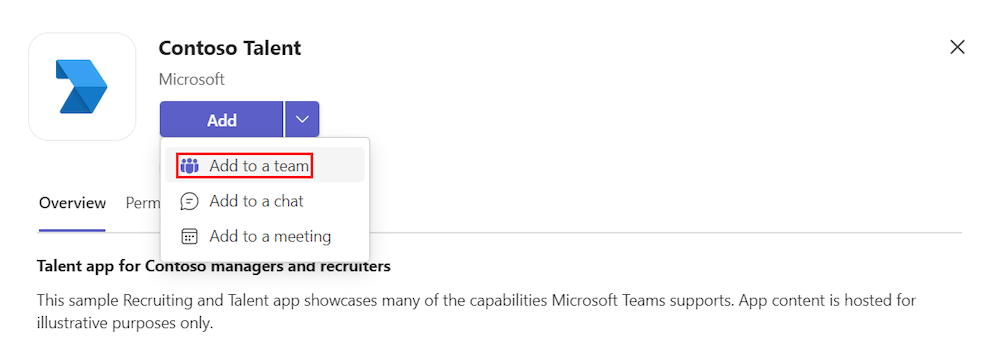 Contoso Talent
Microsoft
Add
Add to a team
Add to a chat
Add to a meeting
Overview Perm
Talent app for Contoso managers and recruiters
This sample Recruiting and Talent app showcases many of the capabilities Microsoft Teams supports. App content is hosted for
illustrative purposes only.